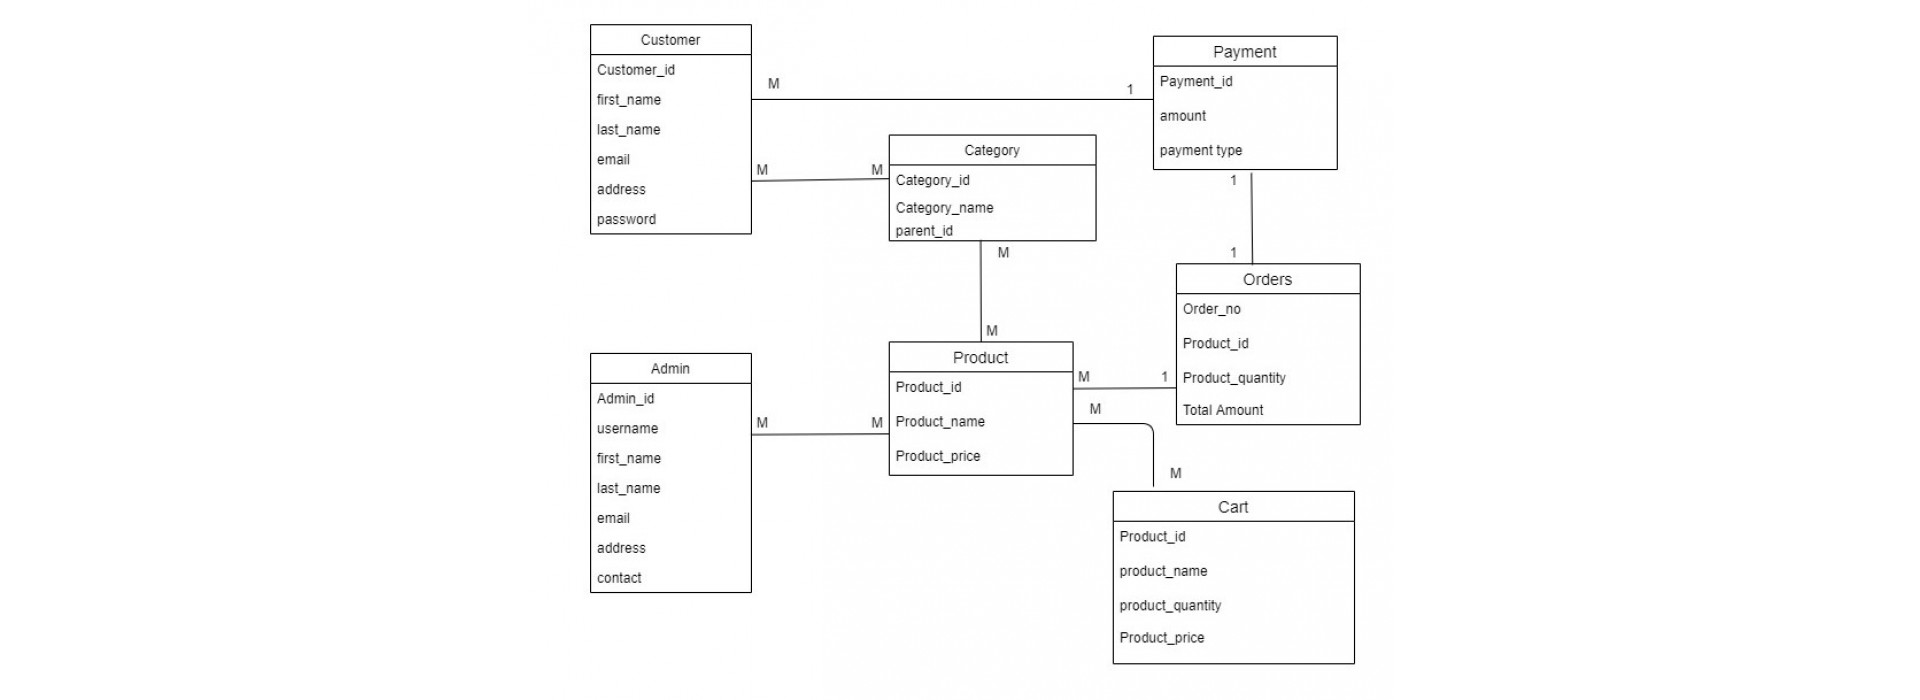 Customer
Customer_id
first_name
last_name
email
address
password
M
1
Payment
Payment_id
amount
payment type
M
M
Category
Category_id
Category_name
parent_id
1
1
M
M
Orders
Order_no
Product_id
Product_quantity
Total Amount
Admin
Admin_id
username
first_name
last_name
email
address
contact
M
M
Product
Product_id
Product_name
Product_price
M
1
M
M
Cart
Product_id
product_name
product_quantity
Product_price